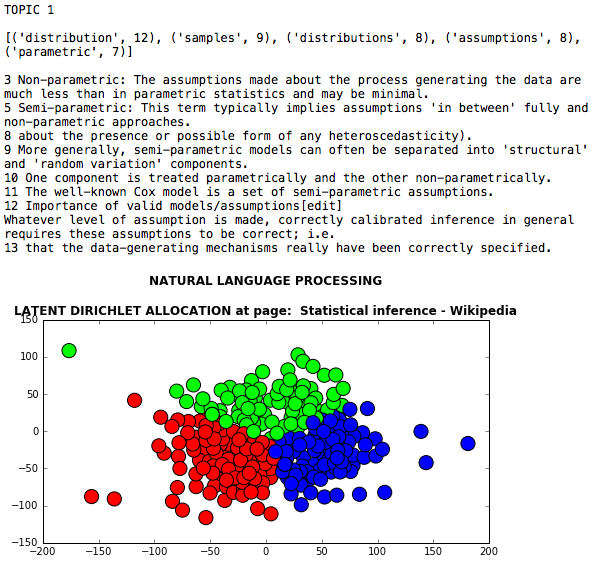 TOPIC 1
[('distribution', 12), ('samples', 9), ('distributions', 8), ('assumptions', 8),
('parametric', 7)]
3 Non-parametric: The assumptions made about the process generating the data are
much less than in parametric statistics and may be minimal.
5 Semi-parametric: This term typically implies assumptions 'in between' fully and
non-parametric approaches.
8 about the presence or possible form of any heteroscedasticity).
9 More generally, semi-parametric models can often be separated into 'structural'
and 'random variation' components.
10 One component is treated parametrically and the other non-parametrically.
11 The well-known Cox model is a set of semi-parametric assumptions.
12 Importance of valid models/assumptions[edit]
Whatever level of assumption is made, correctly calibrated inference in general
requires these assumptions to be correct; i.e.
13 that the data-generating mechanisms really have been correctly specified.
NATURAL LANGUAGE PROCESSING
LATENT DIRICHLET ALLOCATION at page:  Statistical inference - Wikipedia
150
100
50
0
−50
−100
−150
−200 −150 −100 −50 0 50 100 150 200